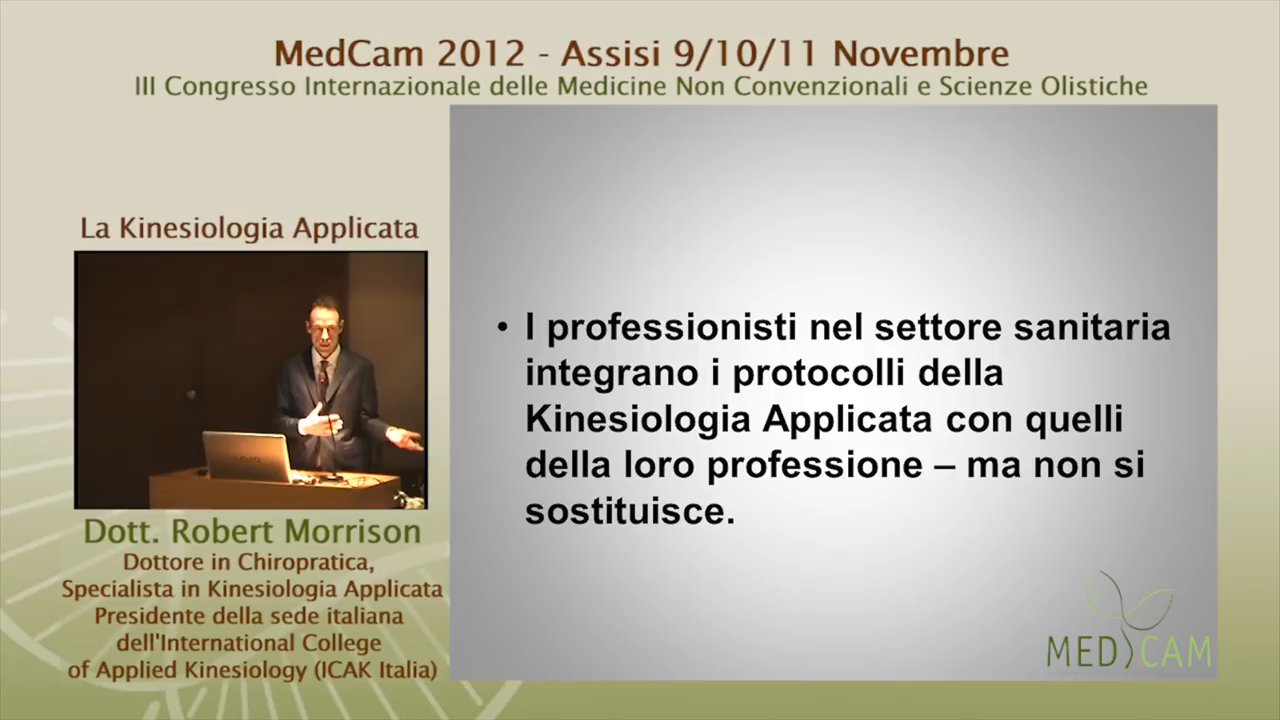 MedCam 2012 - Assisi 9/10/11 Novembre
III Congresso Internazionale delle Medicine Non Convenzionali e Scienze Olistiche
La Kinesiologia Applicata
Dott. Robert Morrison
Dottore in Chiropratica,
Specialista in Kinesiologia Applicata
Presidente della sede italiana
dell'International College
of Applied Kinesiology (ICAK Italia)
• I professionisti nel settore sanitaria
integrano i protocolli della
Kinesiologia Applicata con quelli
della loro professione – ma non si
sostituisce.
MED CAM